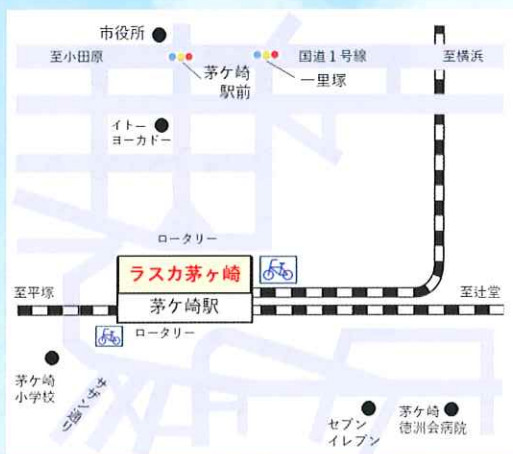 市役所
至小田原
国道1号線
至横浜
茅ケ崎
駅前
一里塚
イトー
ヨーカドー
ロータリー
ラスカ茅ヶ崎
茅ケ崎駅
至平塚
至辻堂
ロータリー
茅ケ崎
小学校
サザン通り
セブン
イレブン
茅ケ崎
徳洲会病院